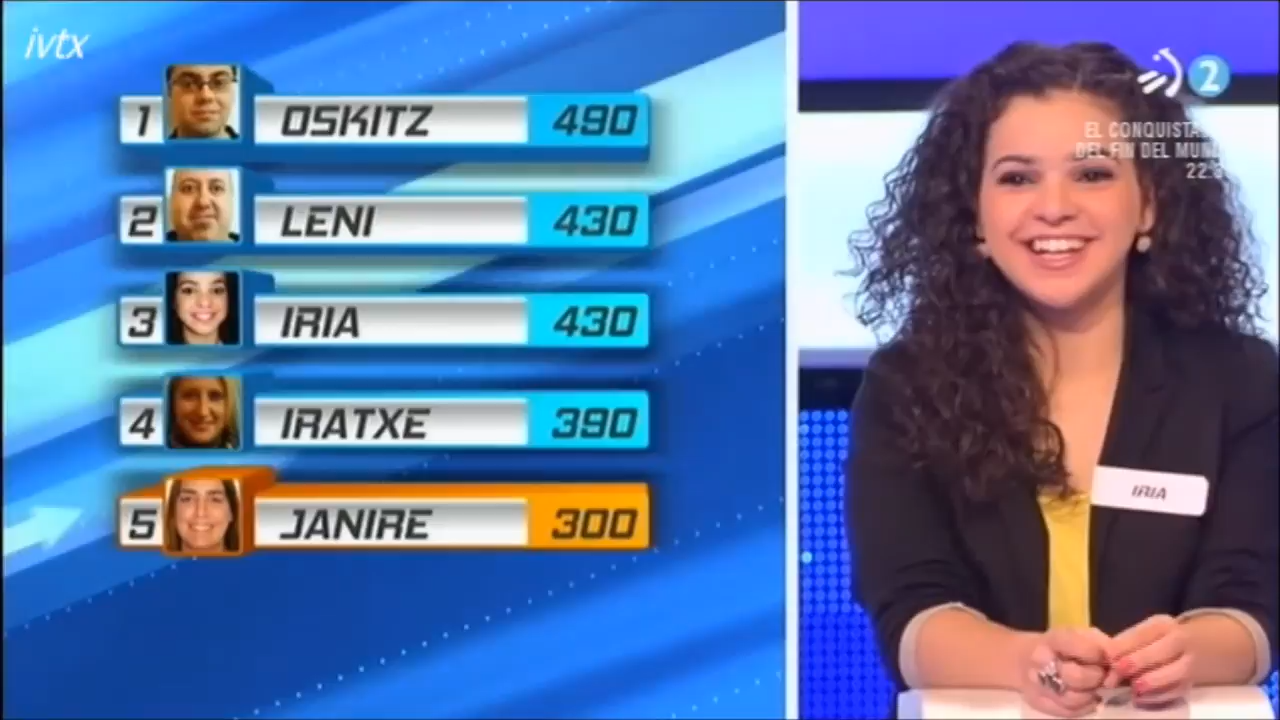 ivtx
1 OSKITZ 490
2 LENI 430
3 IRIA 430
4 IRATXE 390
5 JANIRE 300
2
EL CONQUISTA
DEL FIN DEL MUN
22:3
IRIA